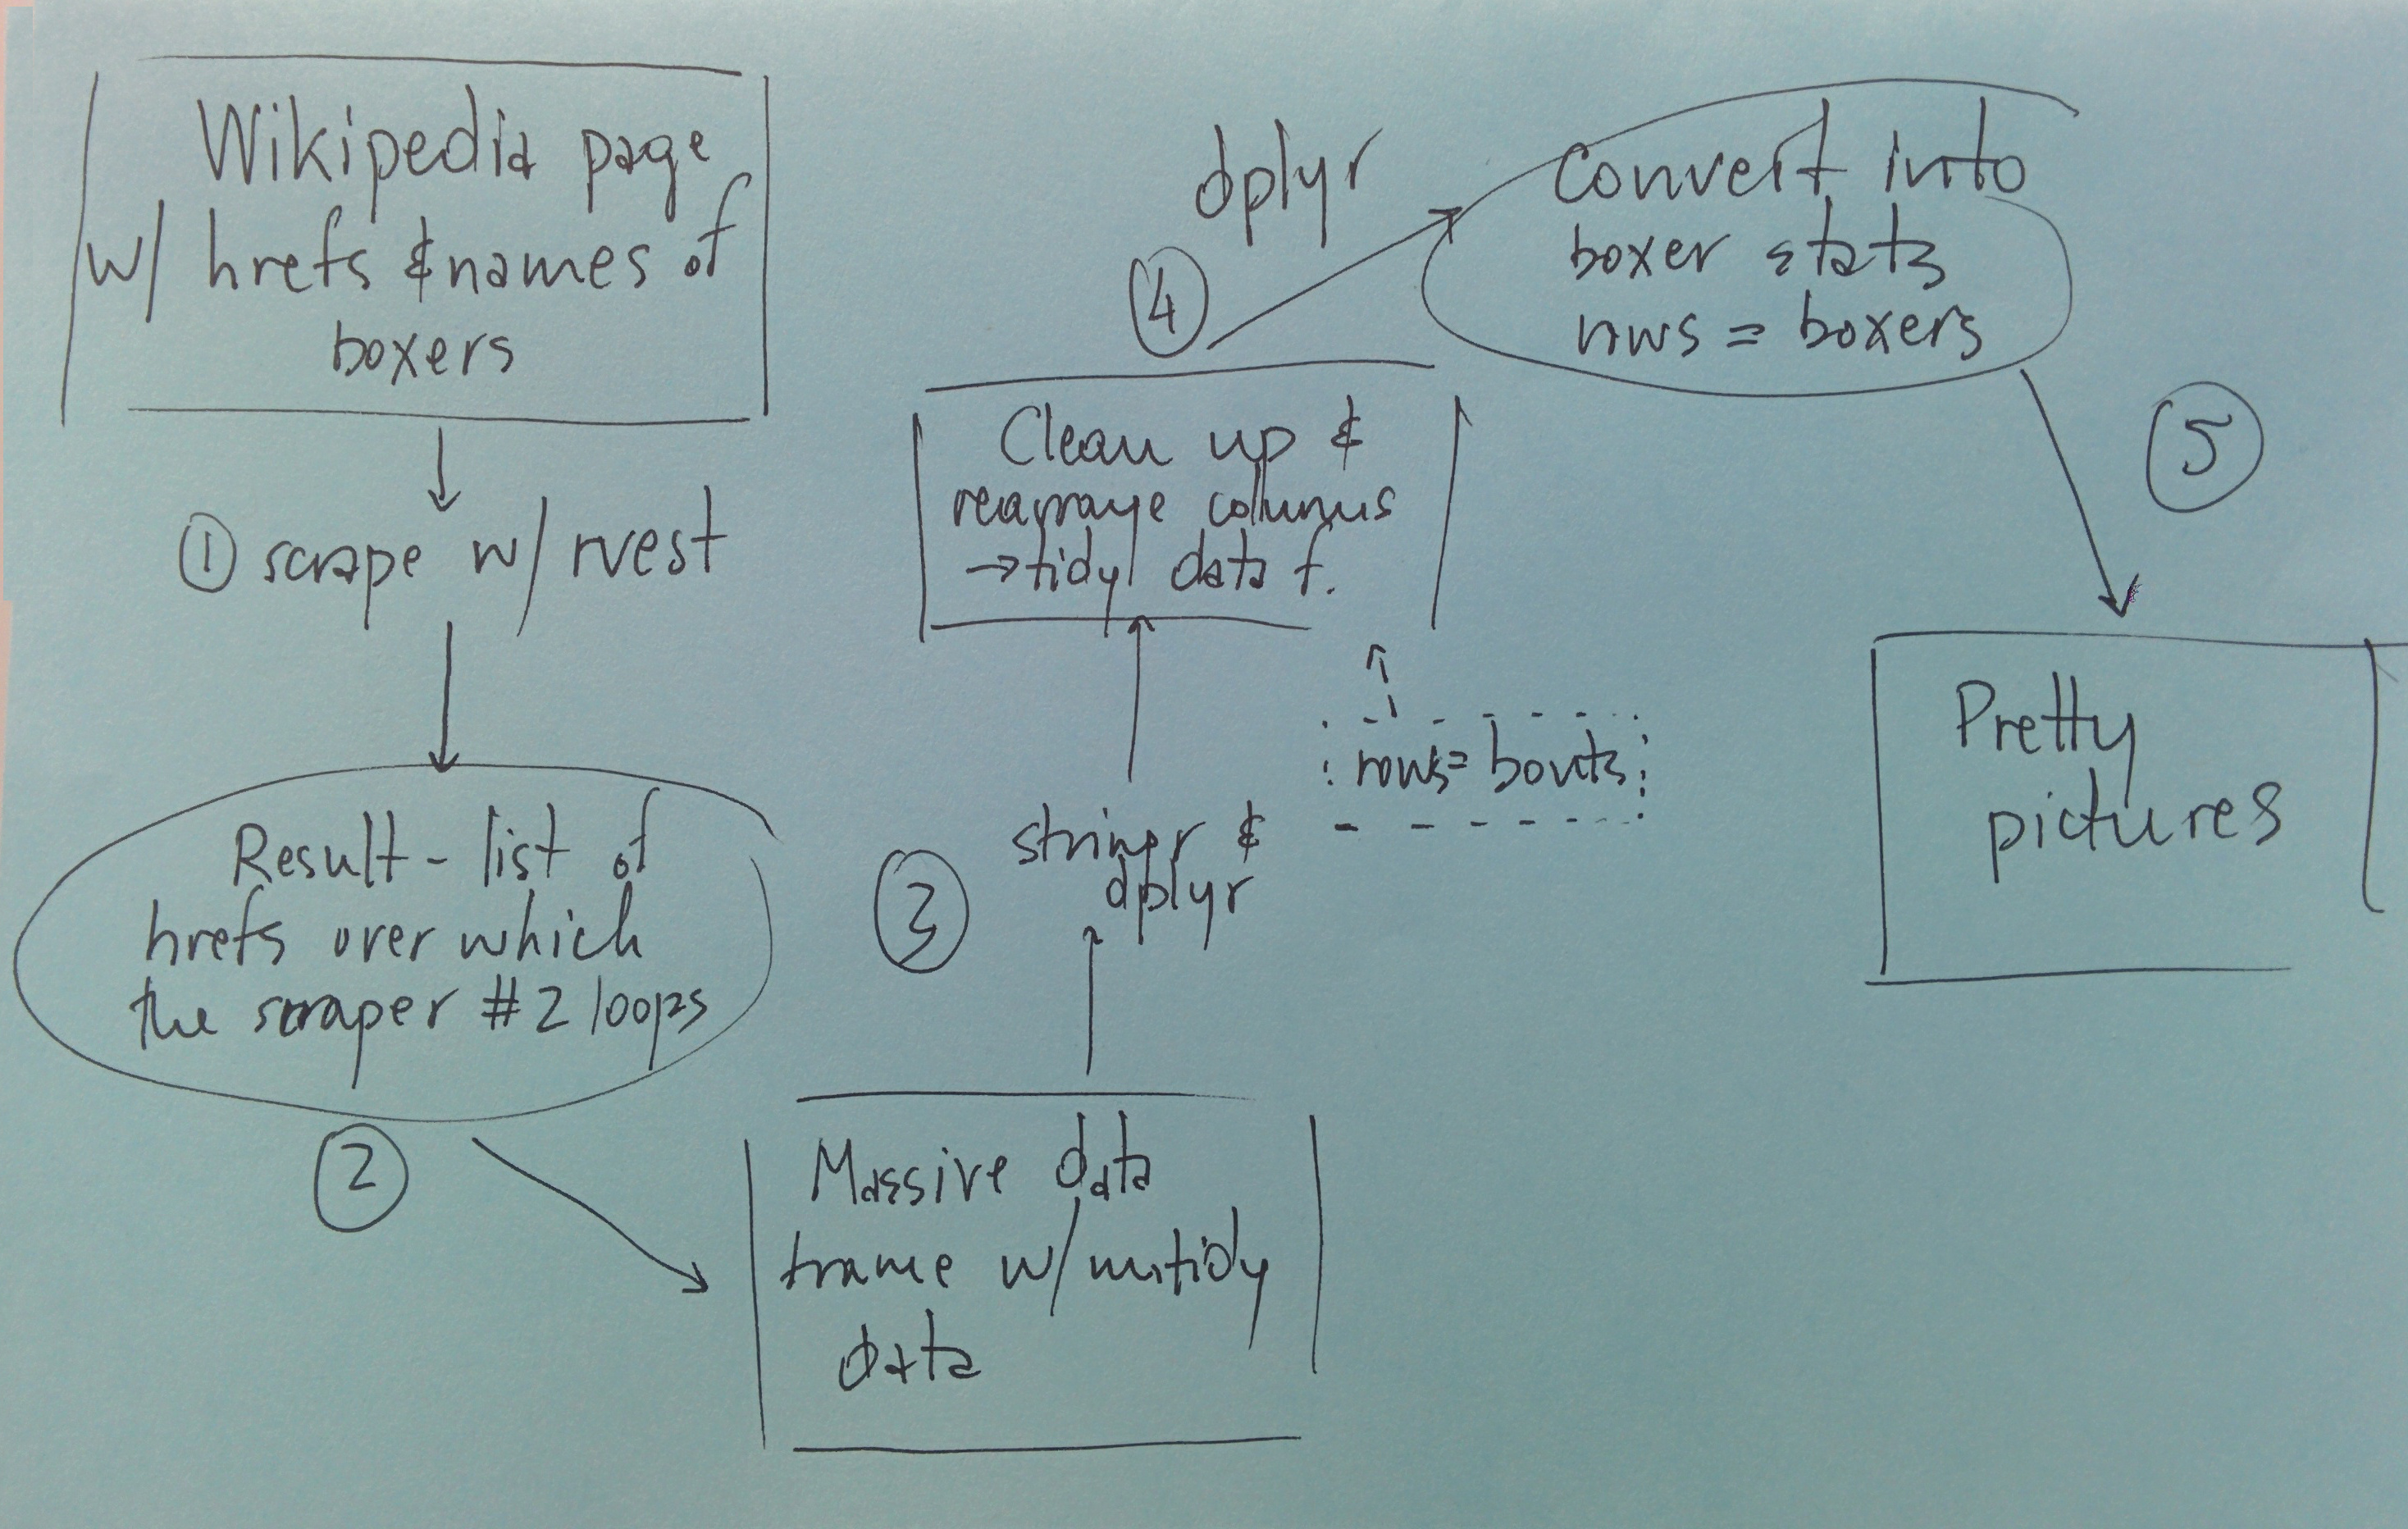 Wikipedia page
w/ hrefs & names of
boxers
① scrape w/ rvest
Result - list of
hrefs over which
the scraper #2 loops
②
Massive data
frame w/ untidy
data
③
stringr &
dplyr
rows = bouts
Clean up &
rearrange columns
→ tidy data f.
④
dplyr
Convert into
boxer stats
rows = boxers
⑤
Pretty
pictures